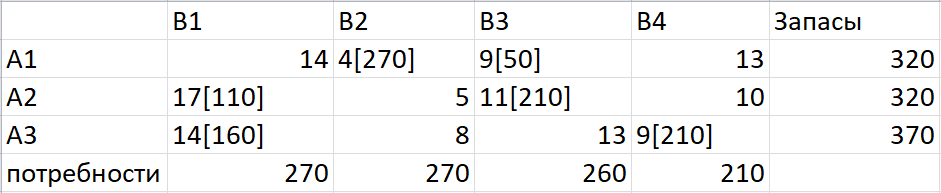 B1 B2 B3 B4 Запасы
A1 14 4[270] 9[50] 13 320
A2 17[110] 5 11[210] 10 320
A3 14[160] 8 13 9[210] 370
потребности 270 270 260 210